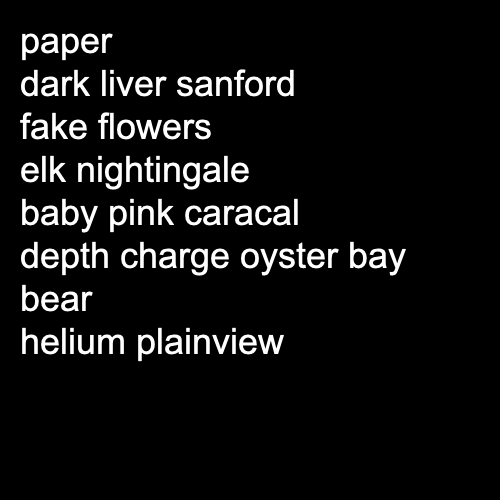 paper
dark liver sanford
fake flowers
elk nightingale
baby pink caracal
depth charge oyster bay
bear
helium plainview